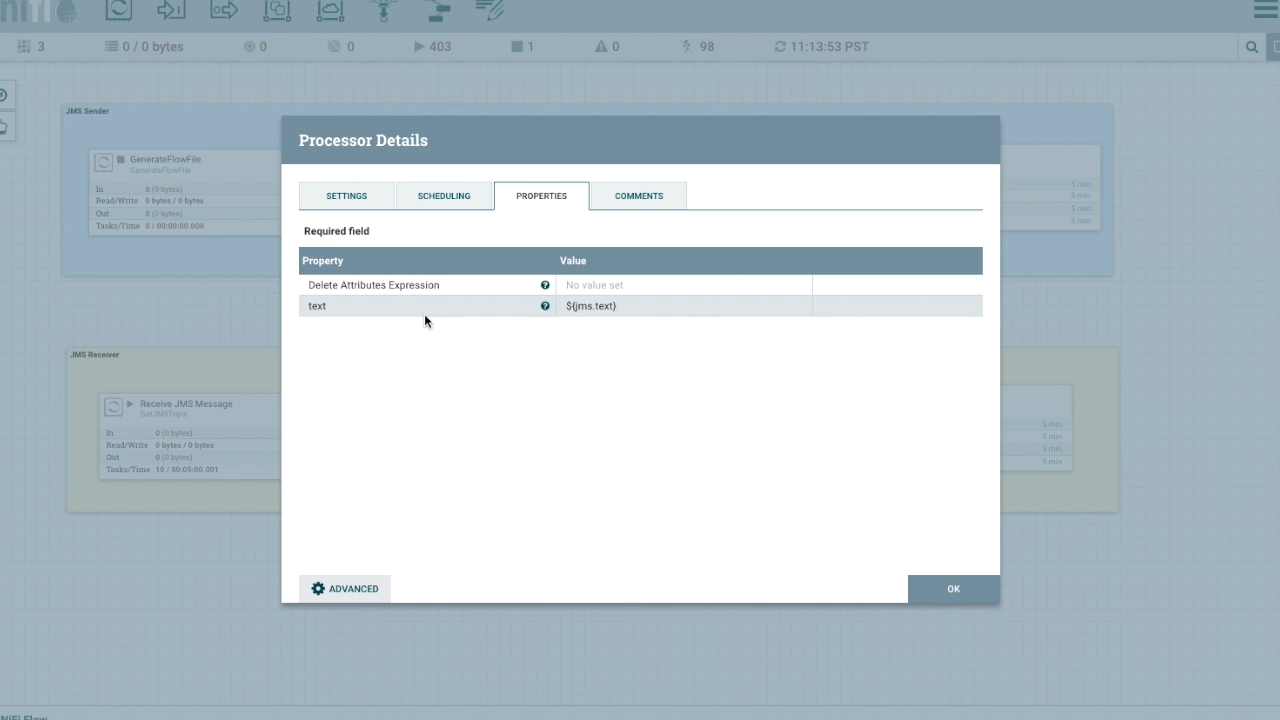 nifi
3
0 / 0 bytes
0
0
403
1
0
98
11:13:53 PST
JMS Sender
GenerateFlowFile
GenerateFlowFile
In 0 (0 bytes)
Read/Write 0 bytes / 0 bytes
Out 0 (0 bytes)
Tasks/Time 0 / 00:00:00.000
5 min
5 min
5 min
5 min
Processor Details
SETTINGS
SCHEDULING
PROPERTIES
COMMENTS
Required field
Property Value
Delete Attributes Expression No value set
text ${jms.text}
ADVANCED
OK
JMS Receiver
Receive JMS Message
GetJMSTopic
In 0 (0 bytes)
Read/Write 0 bytes / 0 bytes
Out 0 (0 bytes)
Tasks/Time 10 / 00:05:00.001
5 min
5 min
5 min
5 min
NiFi Flow